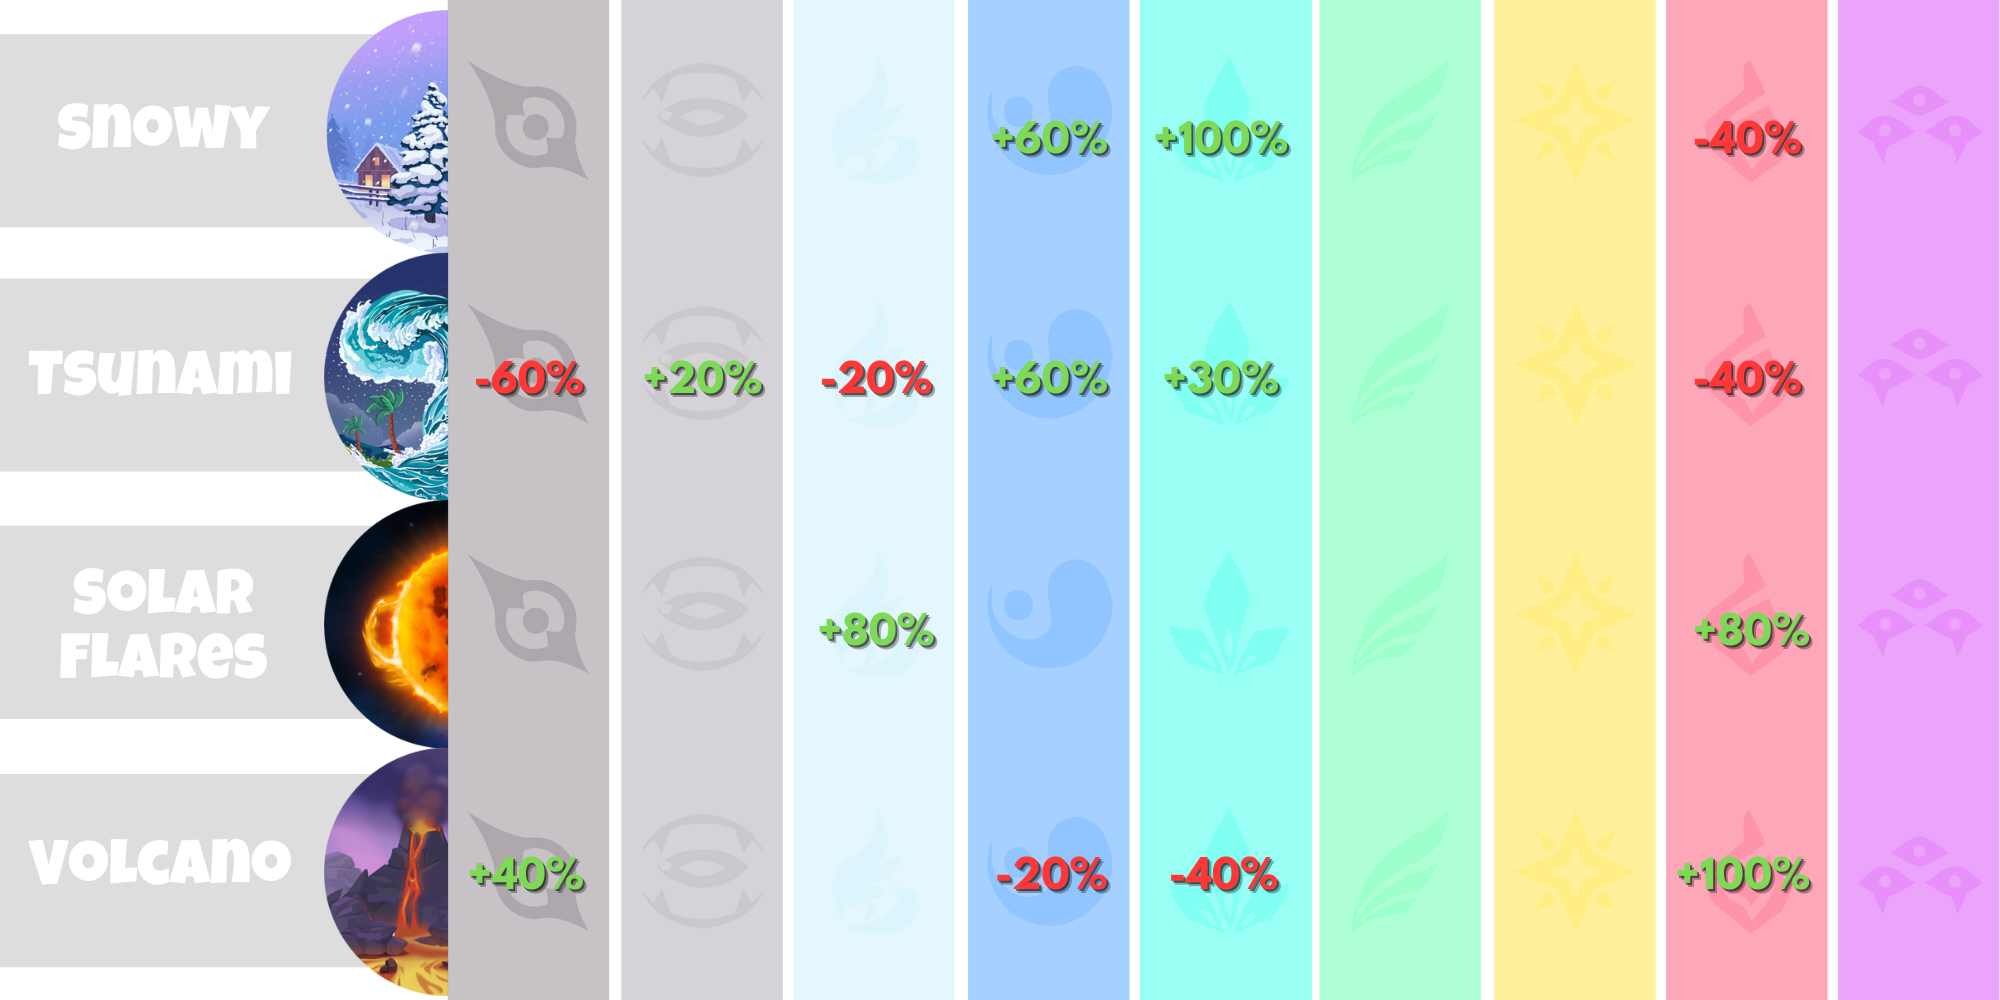 SNOWY
+60% +100% -40%
TSUNAMI
-60% +20% -20% +60% +30% -40%
SOLAR
FLARES
+80% +80%
VOLCANO
+40% -20% -40% +100%